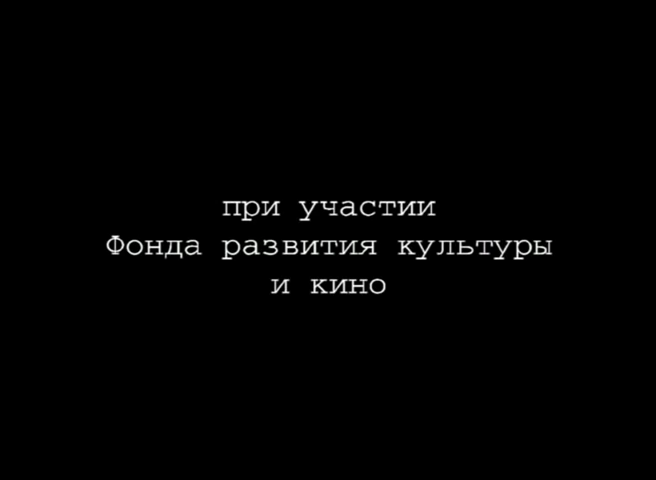 при участии
Фонда развития культуры
и кино